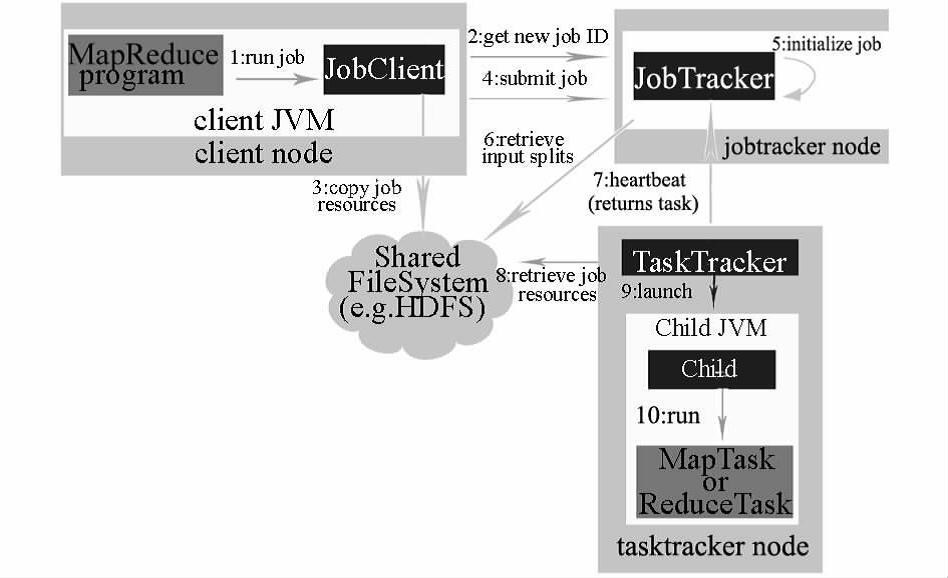 MapReduce
program
1:run job
JobClient
client JVM
client node
2:get new job ID
4:submit job
JobTracker
5:initialize job
jobtracker node
3:copy job
resources
6:retrieve
input splits
7:heartbeat
(returns task)
Shared
FileSystem
(e.g.HDFS)
8:retrieve job
resources
TaskTracker
9:launch
Child JVM
Child
10:run
MapTask
or
ReduceTask
tasktracker node